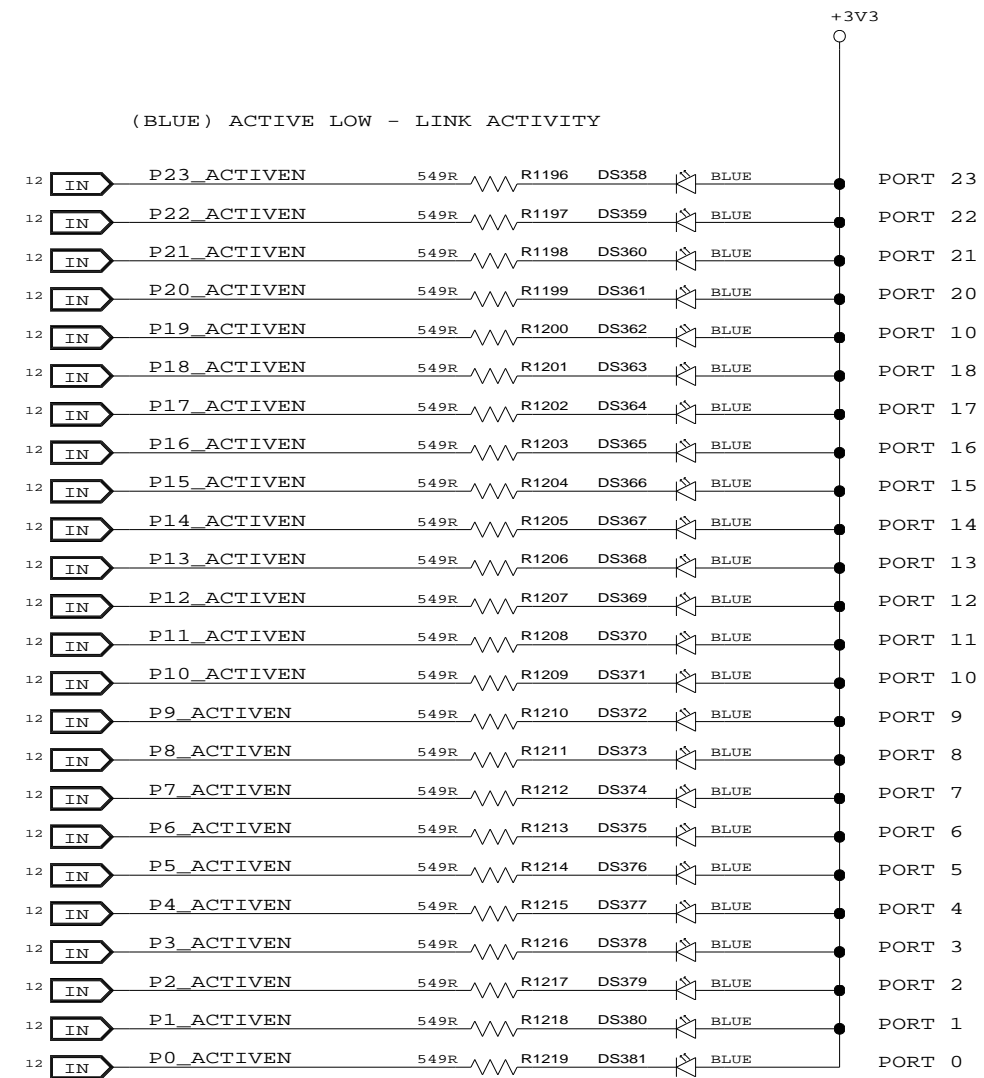 +3V3
(BLUE) ACTIVE LOW - LINK ACTIVITY
12 IN P23_ACTIVEN 549R R1196 DS358 BLUE PORT 23
12 IN P22_ACTIVEN 549R R1197 DS359 BLUE PORT 22
12 IN P21_ACTIVEN 549R R1198 DS360 BLUE PORT 21
12 IN P20_ACTIVEN 549R R1199 DS361 BLUE PORT 20
12 IN P19_ACTIVEN 549R R1200 DS362 BLUE PORT 10
12 IN P18_ACTIVEN 549R R1201 DS363 BLUE PORT 18
12 IN P17_ACTIVEN 549R R1202 DS364 BLUE PORT 17
12 IN P16_ACTIVEN 549R R1203 DS365 BLUE PORT 16
12 IN P15_ACTIVEN 549R R1204 DS366 BLUE PORT 15
12 IN P14_ACTIVEN 549R R1205 DS367 BLUE PORT 14
12 IN P13_ACTIVEN 549R R1206 DS368 BLUE PORT 13
12 IN P12_ACTIVEN 549R R1207 DS369 BLUE PORT 12
12 IN P11_ACTIVEN 549R R1208 DS370 BLUE PORT 11
12 IN P10_ACTIVEN 549R R1209 DS371 BLUE PORT 10
12 IN P9_ACTIVEN 549R R1210 DS372 BLUE PORT 9
12 IN P8_ACTIVEN 549R R1211 DS373 BLUE PORT 8
12 IN P7_ACTIVEN 549R R1212 DS374 BLUE PORT 7
12 IN P6_ACTIVEN 549R R1213 DS375 BLUE PORT 6
12 IN P5_ACTIVEN 549R R1214 DS376 BLUE PORT 5
12 IN P4_ACTIVEN 549R R1215 DS377 BLUE PORT 4
12 IN P3_ACTIVEN 549R R1216 DS378 BLUE PORT 3
12 IN P2_ACTIVEN 549R R1217 DS379 BLUE PORT 2
12 IN P1_ACTIVEN 549R R1218 DS380 BLUE PORT 1
12 IN P0_ACTIVEN 549R R1219 DS381 BLUE PORT 0